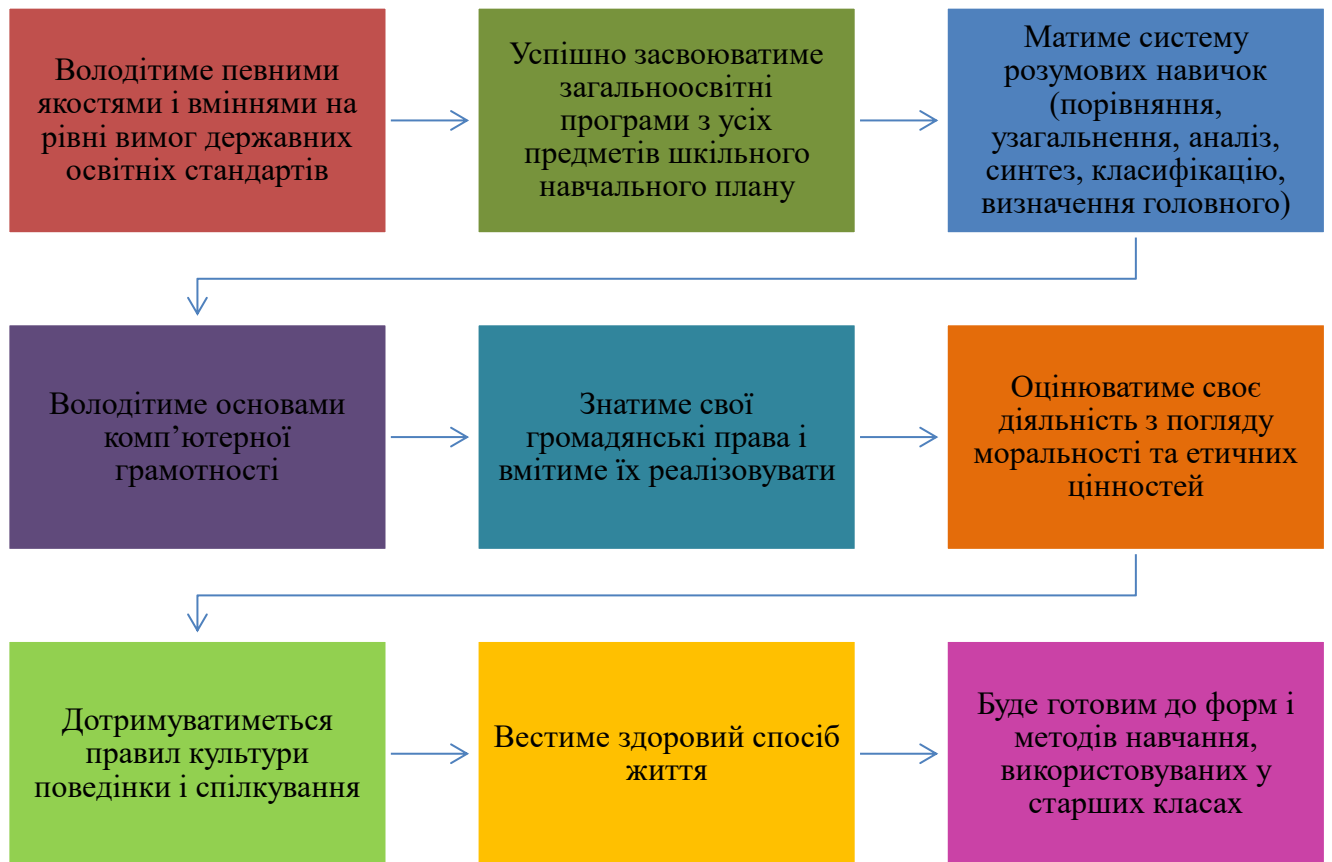 Володітиме певними
якостями і вміннями на
рівні вимог державних
освітніх стандартів
Успішно засвоюватиме
загальноосвітні
програми з усіх
предметів шкільного
навчального плану
Матиме систему
розумових навичок
(порівняння,
узагальнення, аналіз,
синтез, класифікацію,
визначення головного)
Володітиме основами
комп’ютерної
грамотності
Знатиме свої
громадянські права і
вмітиме їх реалізовувати
Оцінюватиме своє
діяльність з погляду
моральності та етичних
цінностей
Дотримуватиметься
правил культури
поведінки і спілкування
Вестиме здоровий спосіб
життя
Буде готовим до форм і
методів навчання,
використовуваних у
старших класах